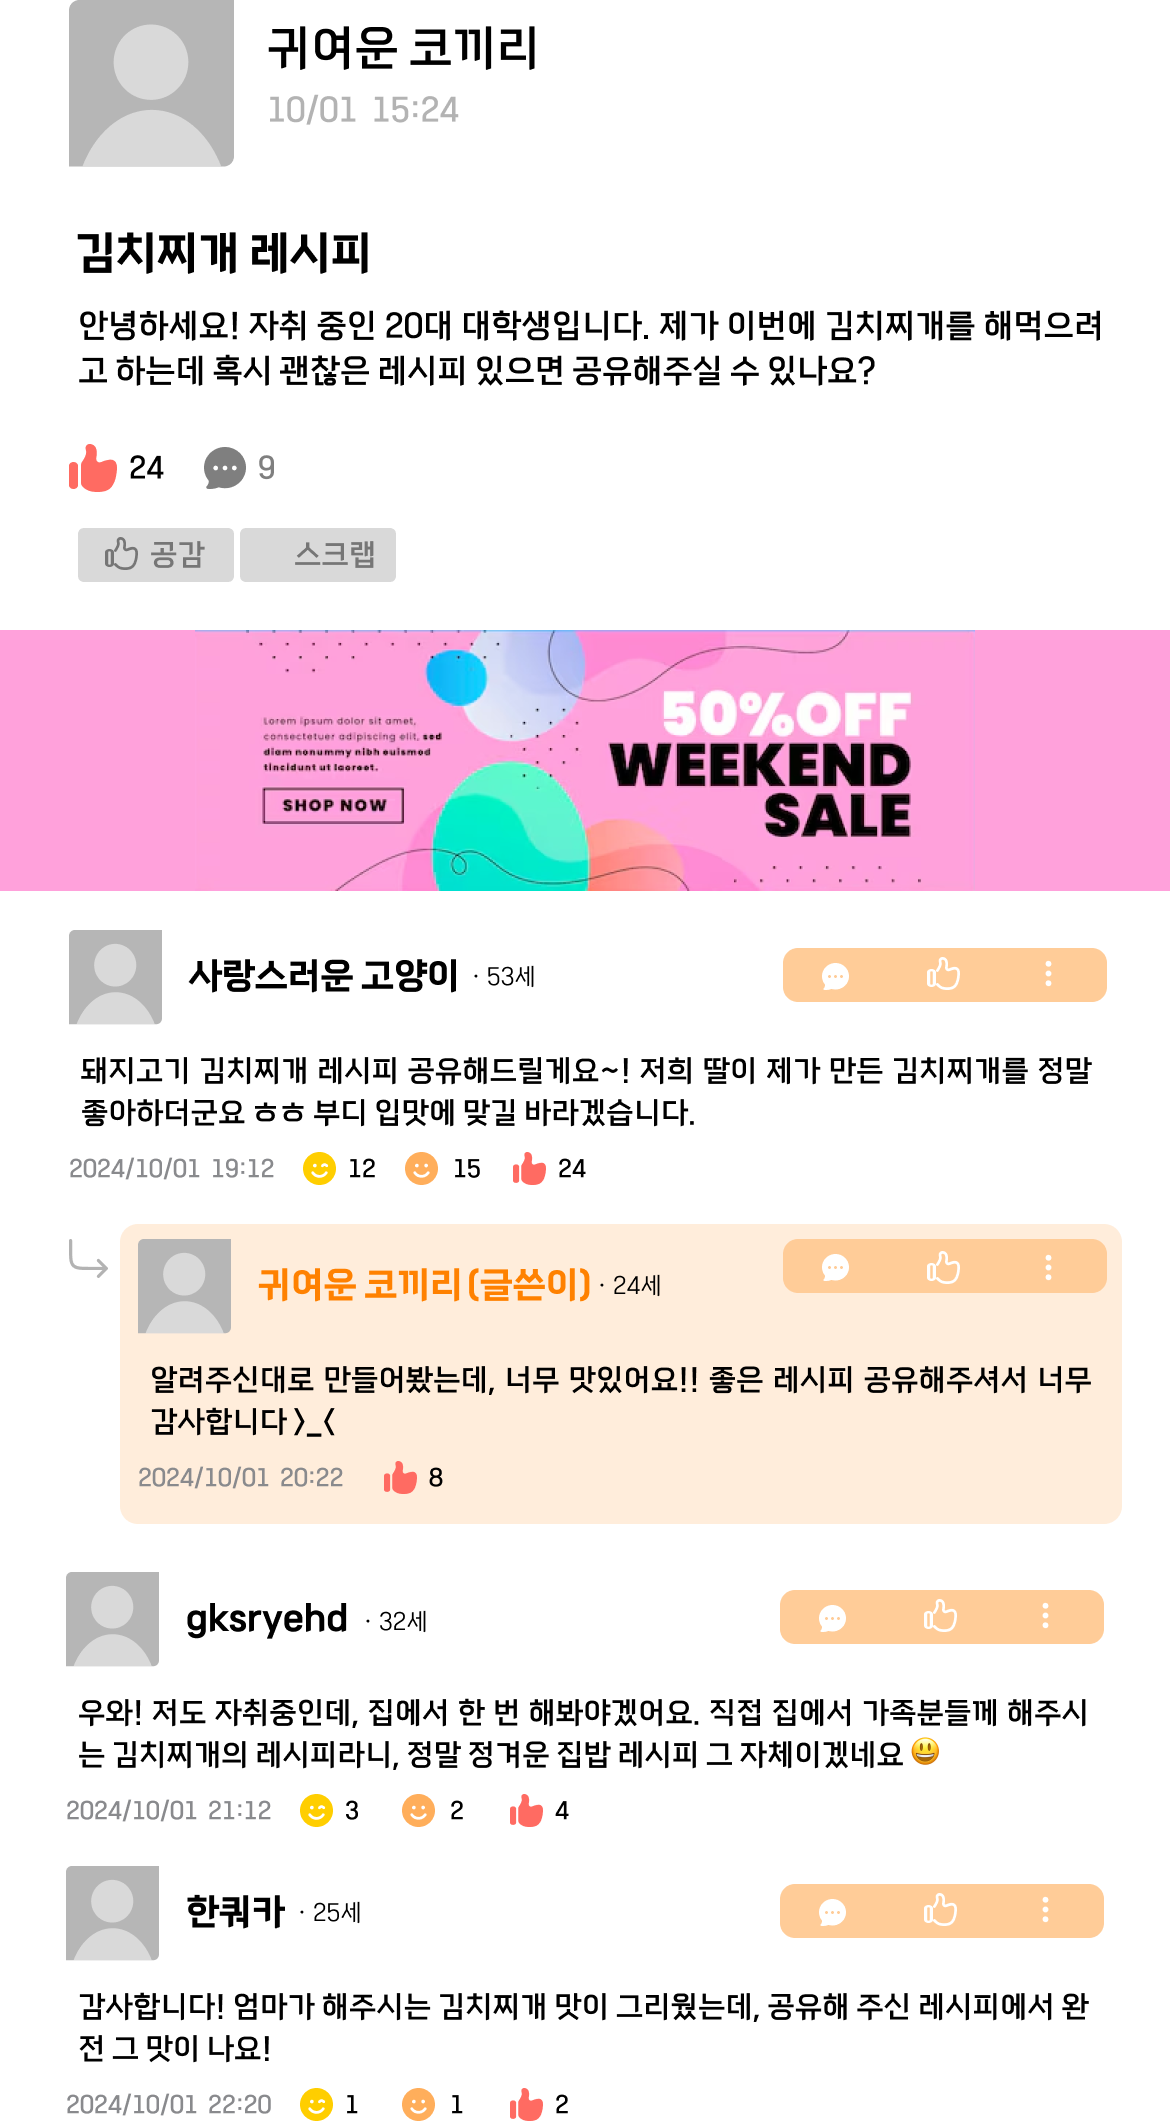 귀여운 코끼리
10/01 15:24
김치찌개 레시피
안녕하세요! 자취 중인 20대 대학생입니다. 제가 이번에 김치찌개를 해먹으려
고 하는데 혹시 괜찮은 레시피 있으면 공유해주실 수 있나요?
24 9
공감 스크랩
Lorem ipsum dolor sit amet,
consectetuer adipiscing elit, sed
diam nonummy nibh euismod
tincidunt ut laoreet.
SHOP NOW
50%OFF
WEEKEND
SALE
사랑스러운 고양이 · 53세
돼지고기 김치찌개 레시피 공유해드릴게요~! 저희 딸이 제가 만든 김치찌개를 정말
좋아하더군요 ㅎㅎ 부디 입맛에 맞길 바라겠습니다.
2024/10/01 19:12 12 15 24
귀여운 코끼리 (글쓴이) · 24세
알려주신대로 만들어봤는데, 너무 맛있어요!! 좋은 레시피 공유해주셔서 너무
감사합니다 >_<
2024/10/01 20:22 8
gksryehd · 32세
우와! 저도 자취중인데, 집에서 한 번 해봐야겠어요. 직접 집에서 가족분들께 해주시
는 김치찌개의 레시피라니, 정말 정겨운 집밥 레시피 그 자체이겠네요 😃
2024/10/01 21:12 3 2 4
한쿼카 · 25세
감사합니다! 엄마가 해주시는 김치찌개 맛이 그리웠는데, 공유해 주신 레시피에서 완
전 그 맛이 나요!
2024/10/01 22:20 1 1 2